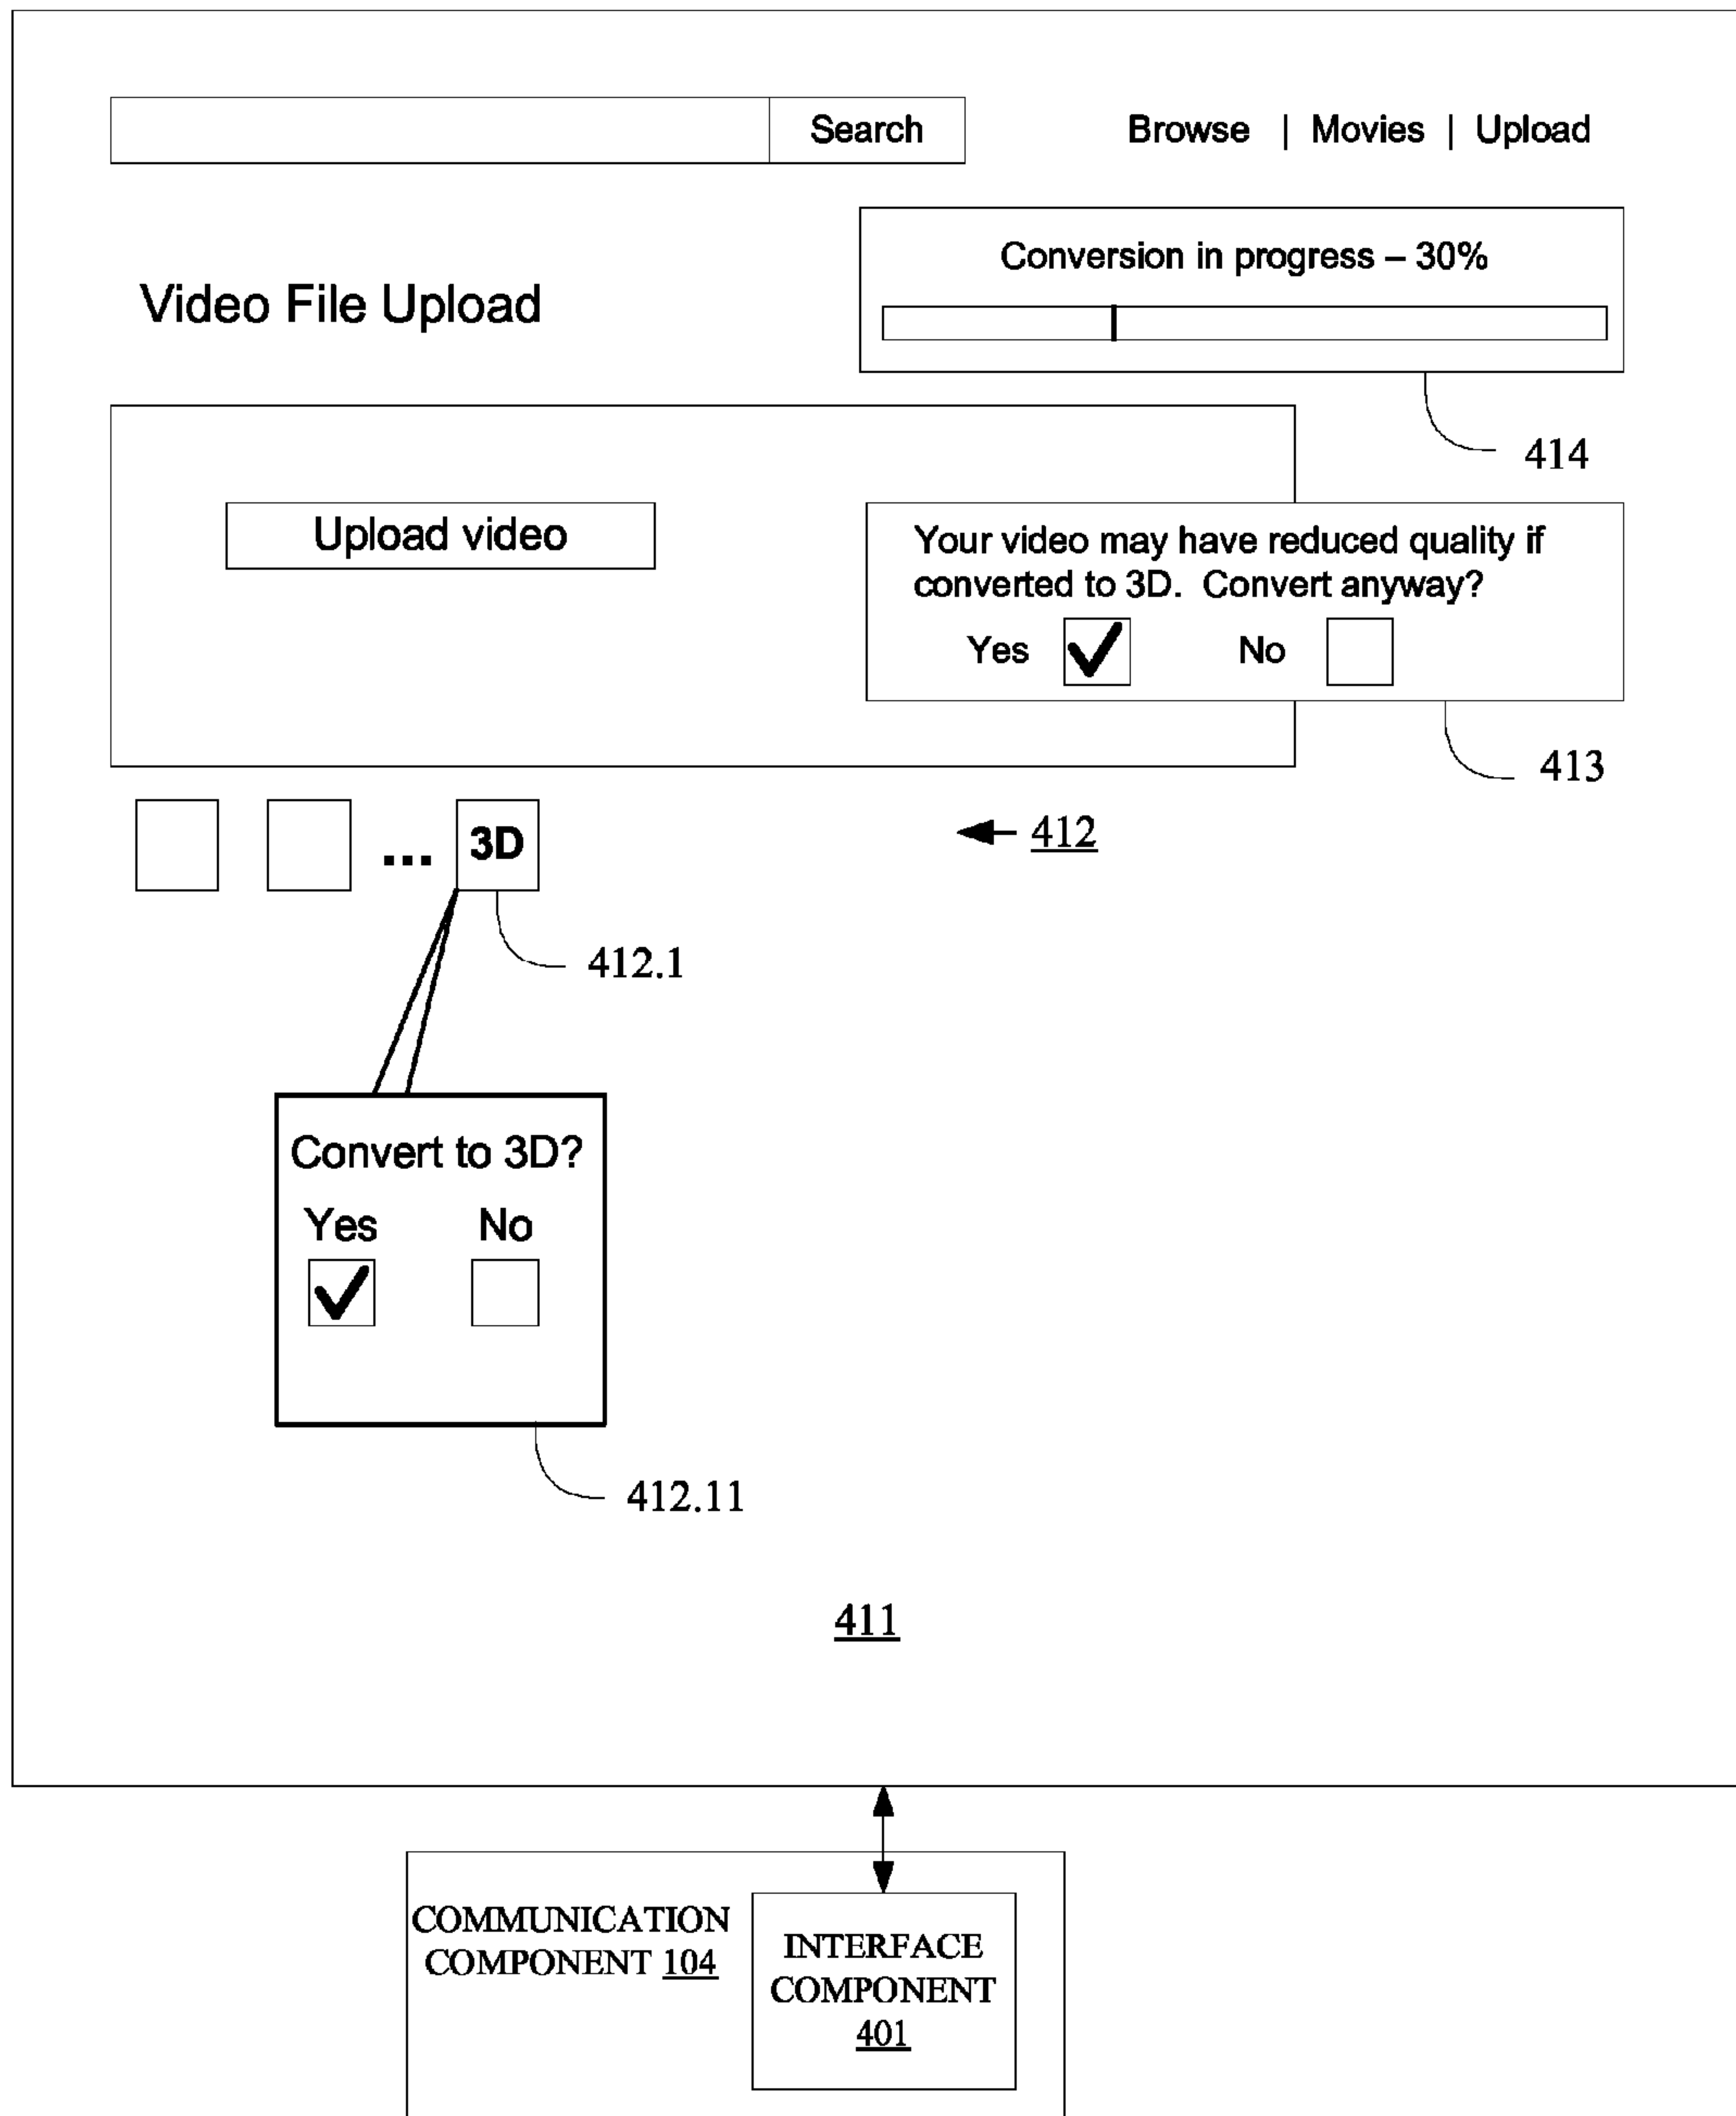 Search
Browse | Movies | Upload
Conversion in progress – 30%
Video File Upload
414
Upload video
Your video may have reduced quality if
converted to 3D. Convert anyway?
Yes No
413
... 3D
412
412.1
Convert to 3D?
Yes No
412.11
411
COMMUNICATION
COMPONENT 104
INTERFACE
COMPONENT
401